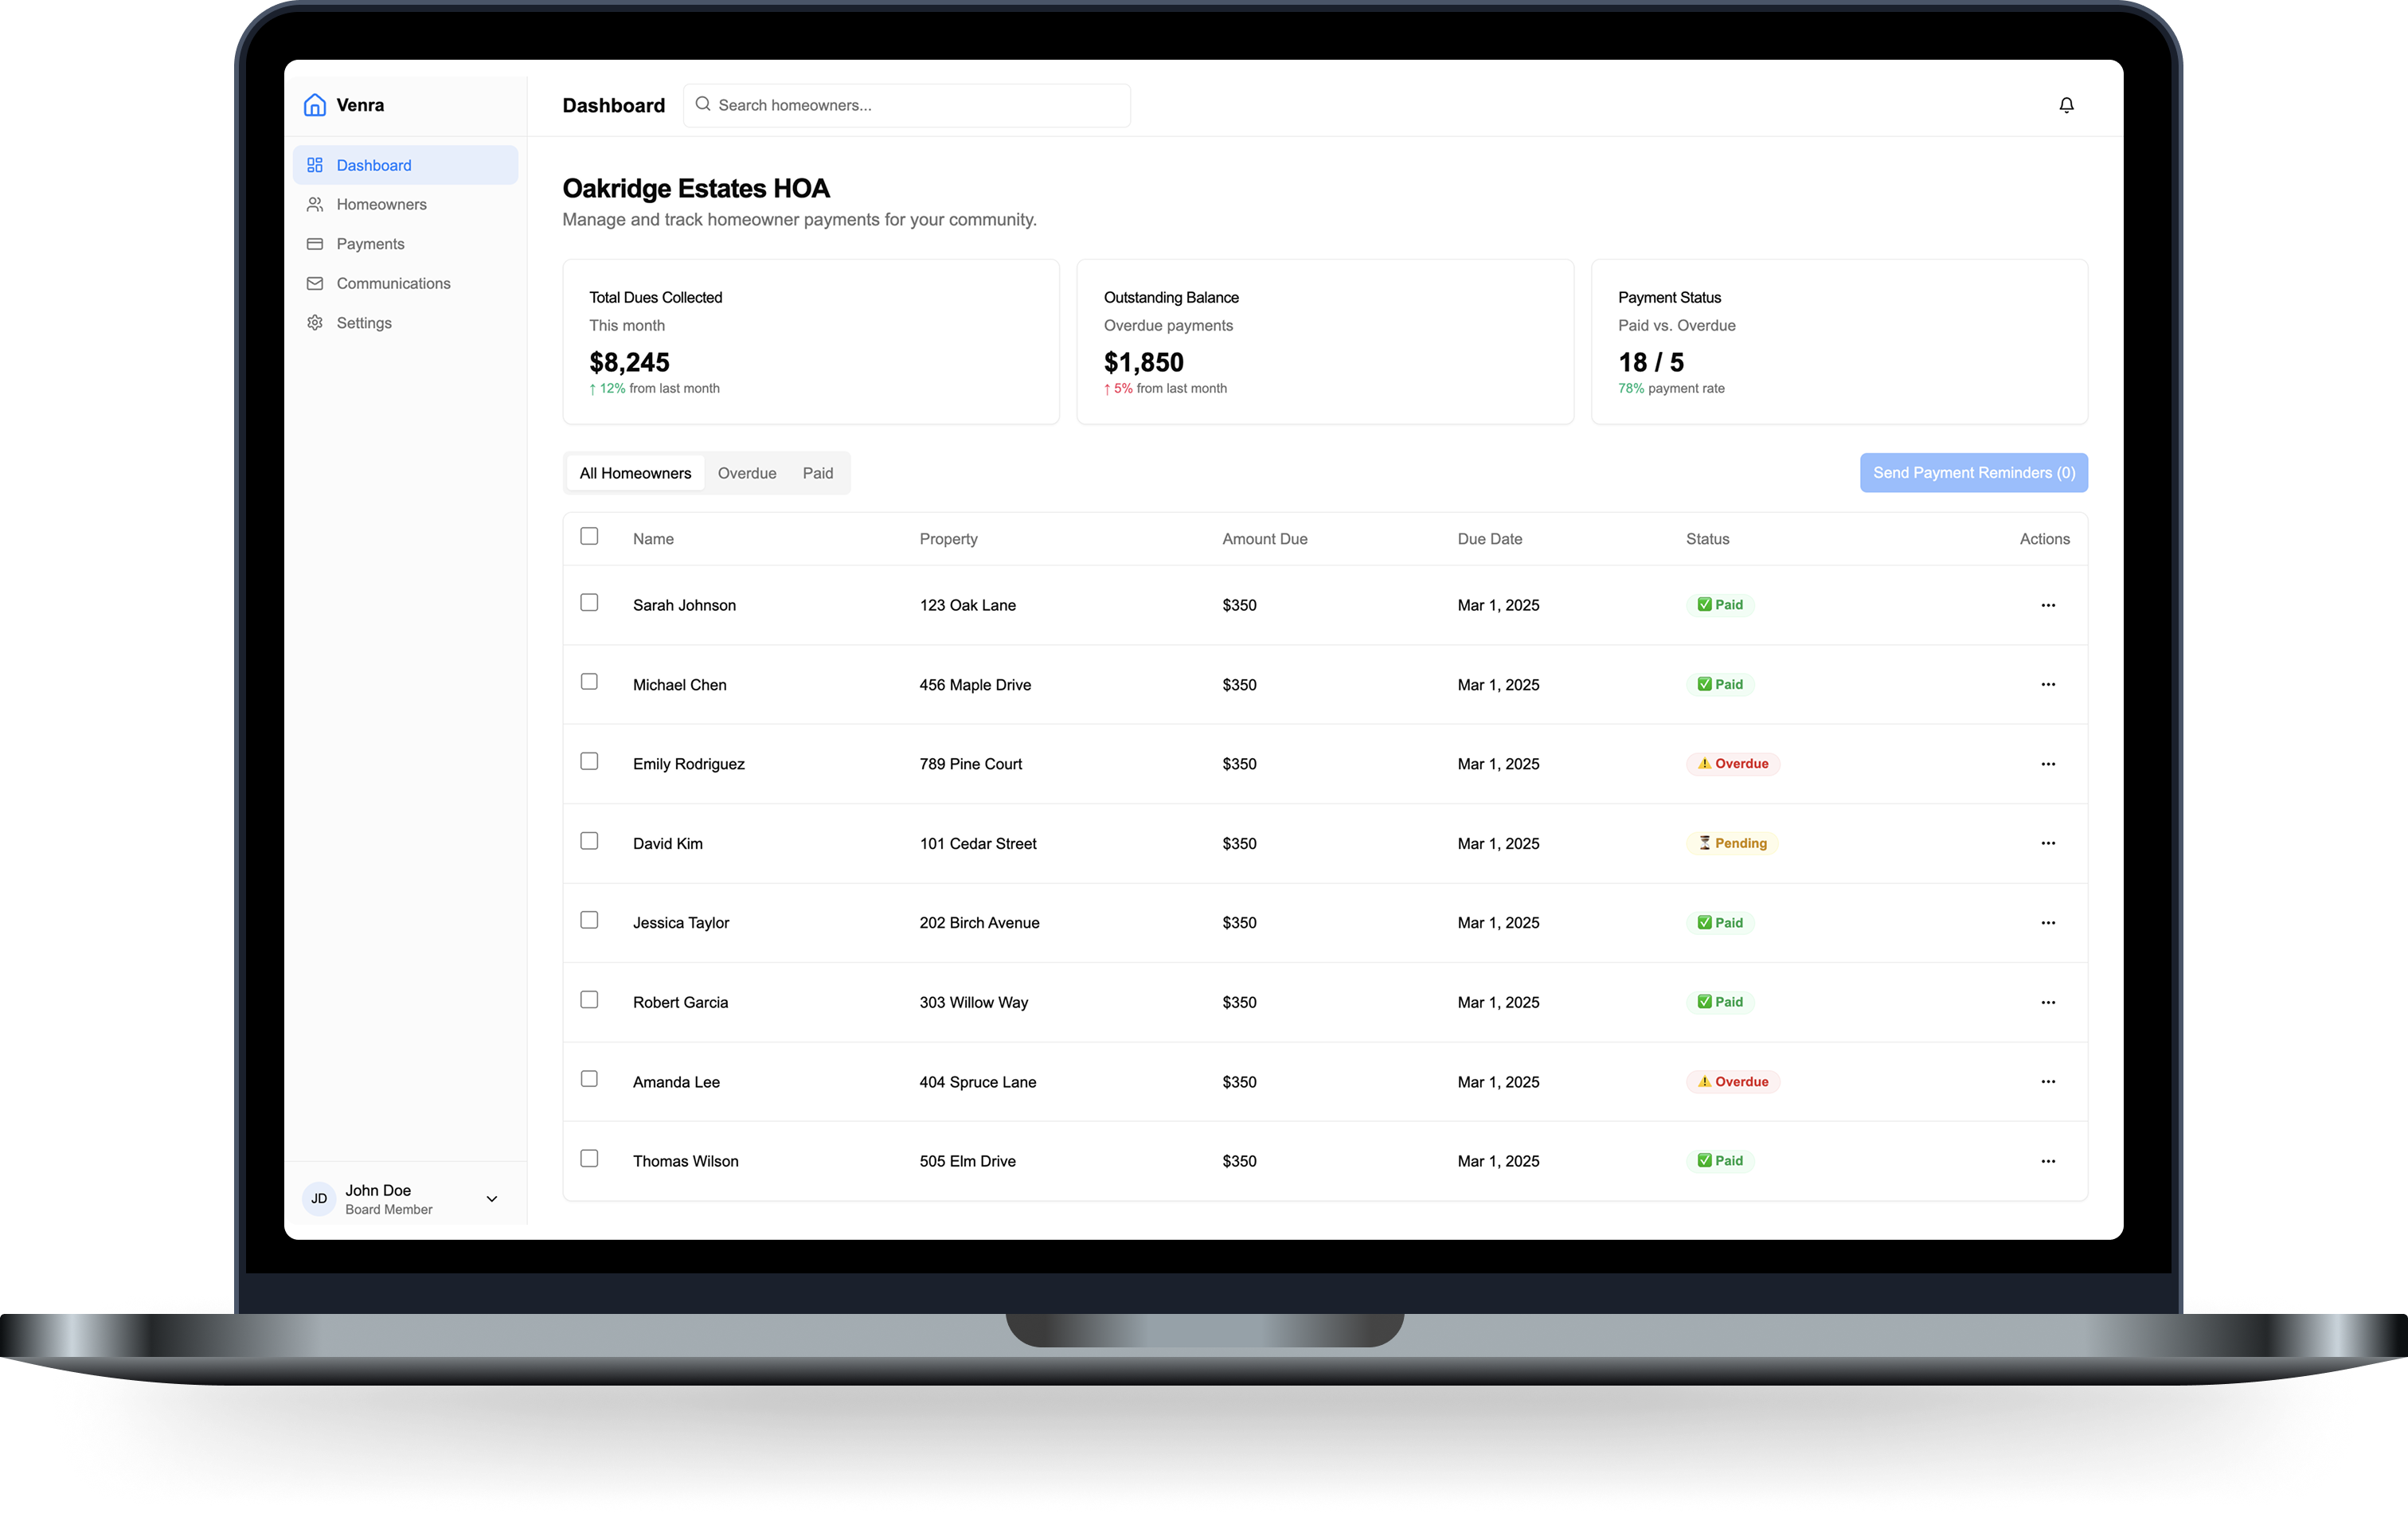 Venra
Dashboard
Homeowners
Payments
Communications
Settings
JD
John Doe
Board Member
Dashboard
Search homeowners...
Oakridge Estates HOA
Manage and track homeowner payments for your community.
Total Dues Collected
This month
$8,245
↑ 12% from last month
Outstanding Balance
Overdue payments
$1,850
↑ 5% from last month
Payment Status
Paid vs. Overdue
18 / 5
78% payment rate
All Homeowners Overdue Paid
Send Payment Reminders (0)
Name Property Amount Due Due Date Status Actions
Sarah Johnson 123 Oak Lane $350 Mar 1, 2025 ✅ Paid
Michael Chen 456 Maple Drive $350 Mar 1, 2025 ✅ Paid
Emily Rodriguez 789 Pine Court $350 Mar 1, 2025 ⚠️ Overdue
David Kim 101 Cedar Street $350 Mar 1, 2025 ⏳ Pending
Jessica Taylor 202 Birch Avenue $350 Mar 1, 2025 ✅ Paid
Robert Garcia 303 Willow Way $350 Mar 1, 2025 ✅ Paid
Amanda Lee 404 Spruce Lane $350 Mar 1, 2025 ⚠️ Overdue
Thomas Wilson 505 Elm Drive $350 Mar 1, 2025 ✅ Paid